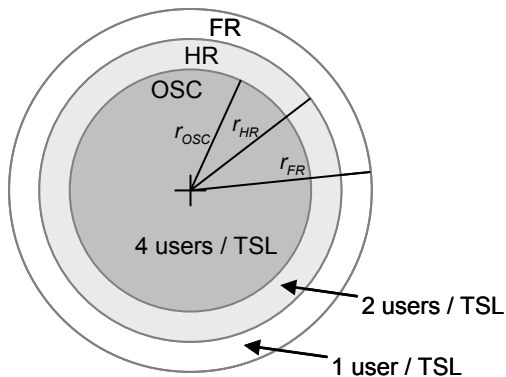 FR
HR
OSC
r_OSC
r_HR
r_FR
4 users / TSL
2 users / TSL
1 user / TSL